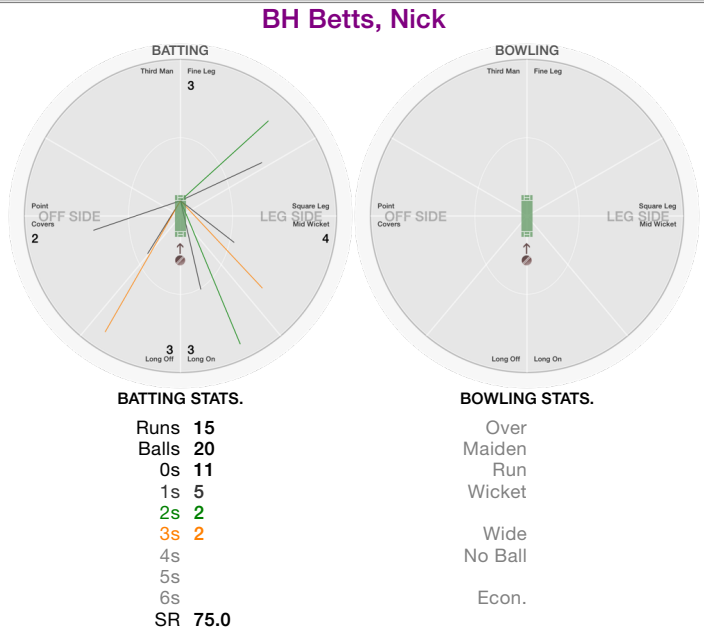 BH Betts, Nick
BATTING
Third Man
Fine Leg
3
Point
OFF SIDE
Covers
2
Square Leg
LEG SIDE
Mid Wicket
4
3
3
Long Off
Long On
BATTING STATS.
Runs 15
Balls 20
0s 11
1s 5
2s 2
3s 2
4s
5s
6s
SR 75.0
BOWLING
Third Man
Fine Leg
Point
OFF SIDE
Covers
Square Leg
LEG SIDE
Mid Wicket
Long Off
Long On
BOWLING STATS.
Over
Maiden
Run
Wicket
Wide
No Ball
Econ.